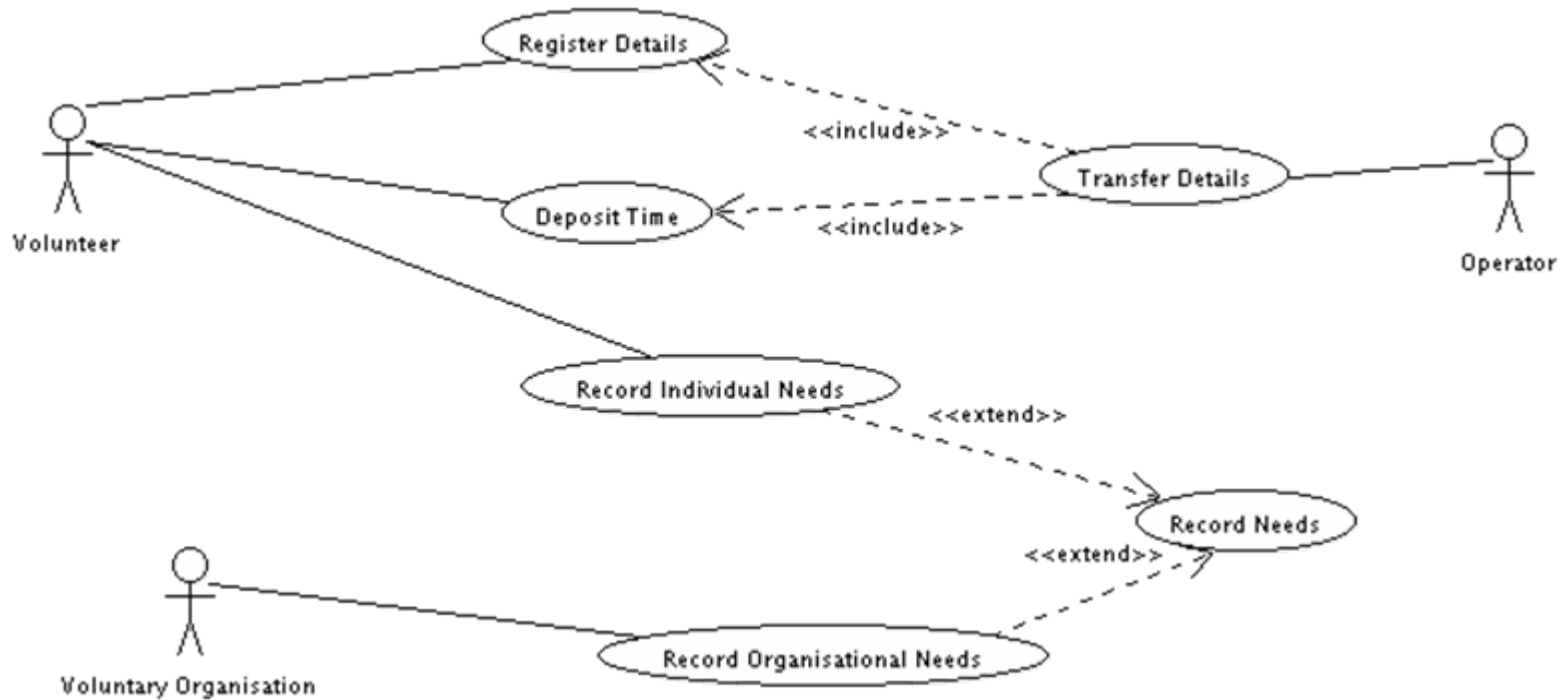 Register Details
<<include>>
Transfer Details
Deposit Time
<<include>>
Volunteer
Operator
Record Individual Needs
<<extend>>
Record Needs
<<extend>>
Record Organisational Needs
Voluntary Organisation